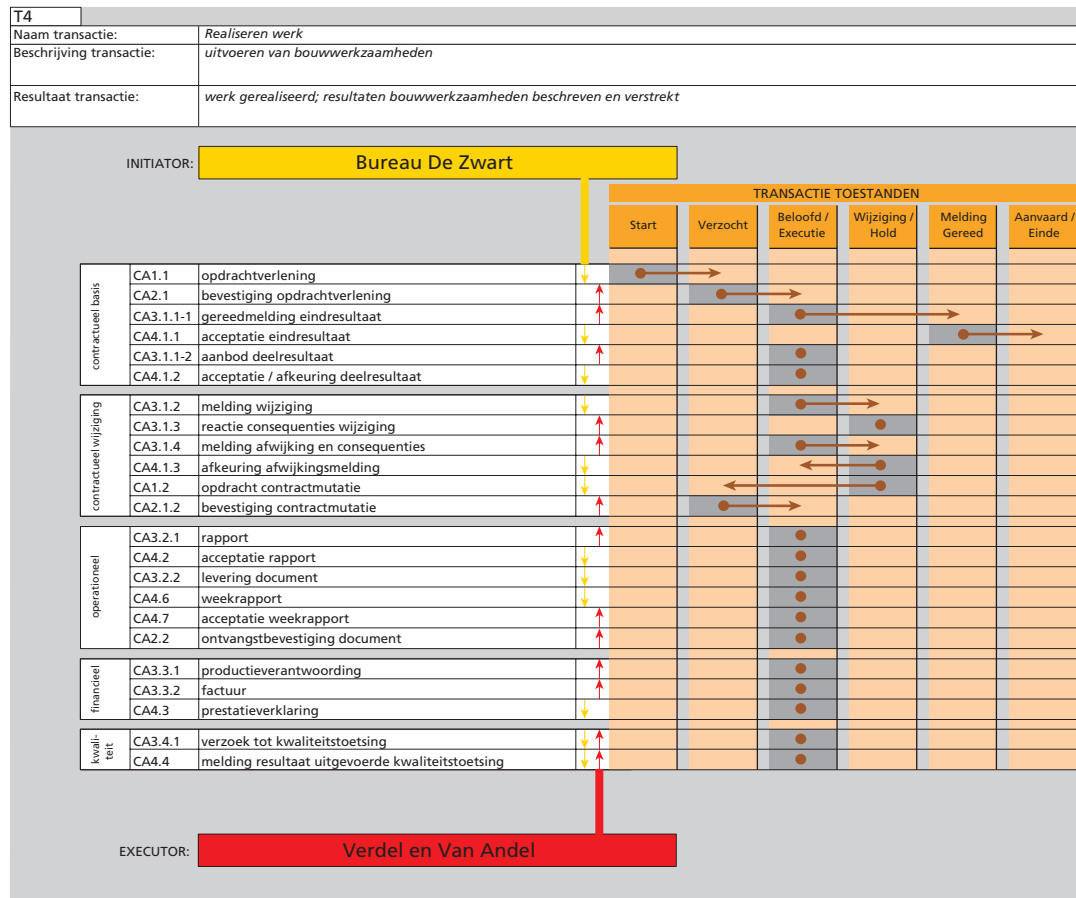 T4
Naam transactie: Realiseren werk
Beschrijving transactie: uitvoeren van bouwwerkzaamheden
Resultaat transactie: werk gerealiseerd; resultaten bouwwerkzaamheden beschreven en verstrekt
INITIATOR: Bureau De Zwart
TRANSACTIE TOESTANDEN
Start
Verzocht
Beloofd /
Executie
Wijziging /
Hold
Melding
Gereed
Aanvaard /
Einde
contractueel basis
CA1.1 opdrachtverlening
CA2.1 bevestiging opdrachtverlening
CA3.1.1-1 gereedmelding eindresultaat
CA4.1.1 acceptatie eindresultaat
CA3.1.1-2 aanbod deelresultaat
CA4.1.2 acceptatie / afkeuring deelresultaat
contractueel wijziging
CA3.1.2 melding wijziging
CA3.1.3 reactie consequenties wijziging
CA3.1.4 melding afwijking en consequenties
CA4.1.3 afkeuring afwijkingsmelding
CA1.2 opdracht contractmutatie
CA2.1.2 bevestiging contractmutatie
operationeel
CA3.2.1 rapport
CA4.2 acceptatie rapport
CA3.2.2 levering document
CA4.6 weekrapport
CA4.7 acceptatie weekrapport
CA2.2 ontvangstbevestiging document
financieel
CA3.3.1 productieverantwoording
CA3.3.2 factuur
CA4.3 prestatieverklaring
kwali-
teit
CA3.4.1 verzoek tot kwaliteitstoetsing
CA4.4 melding resultaat uitgevoerde kwaliteitstoetsing
EXECUTOR: Verdel en Van Andel